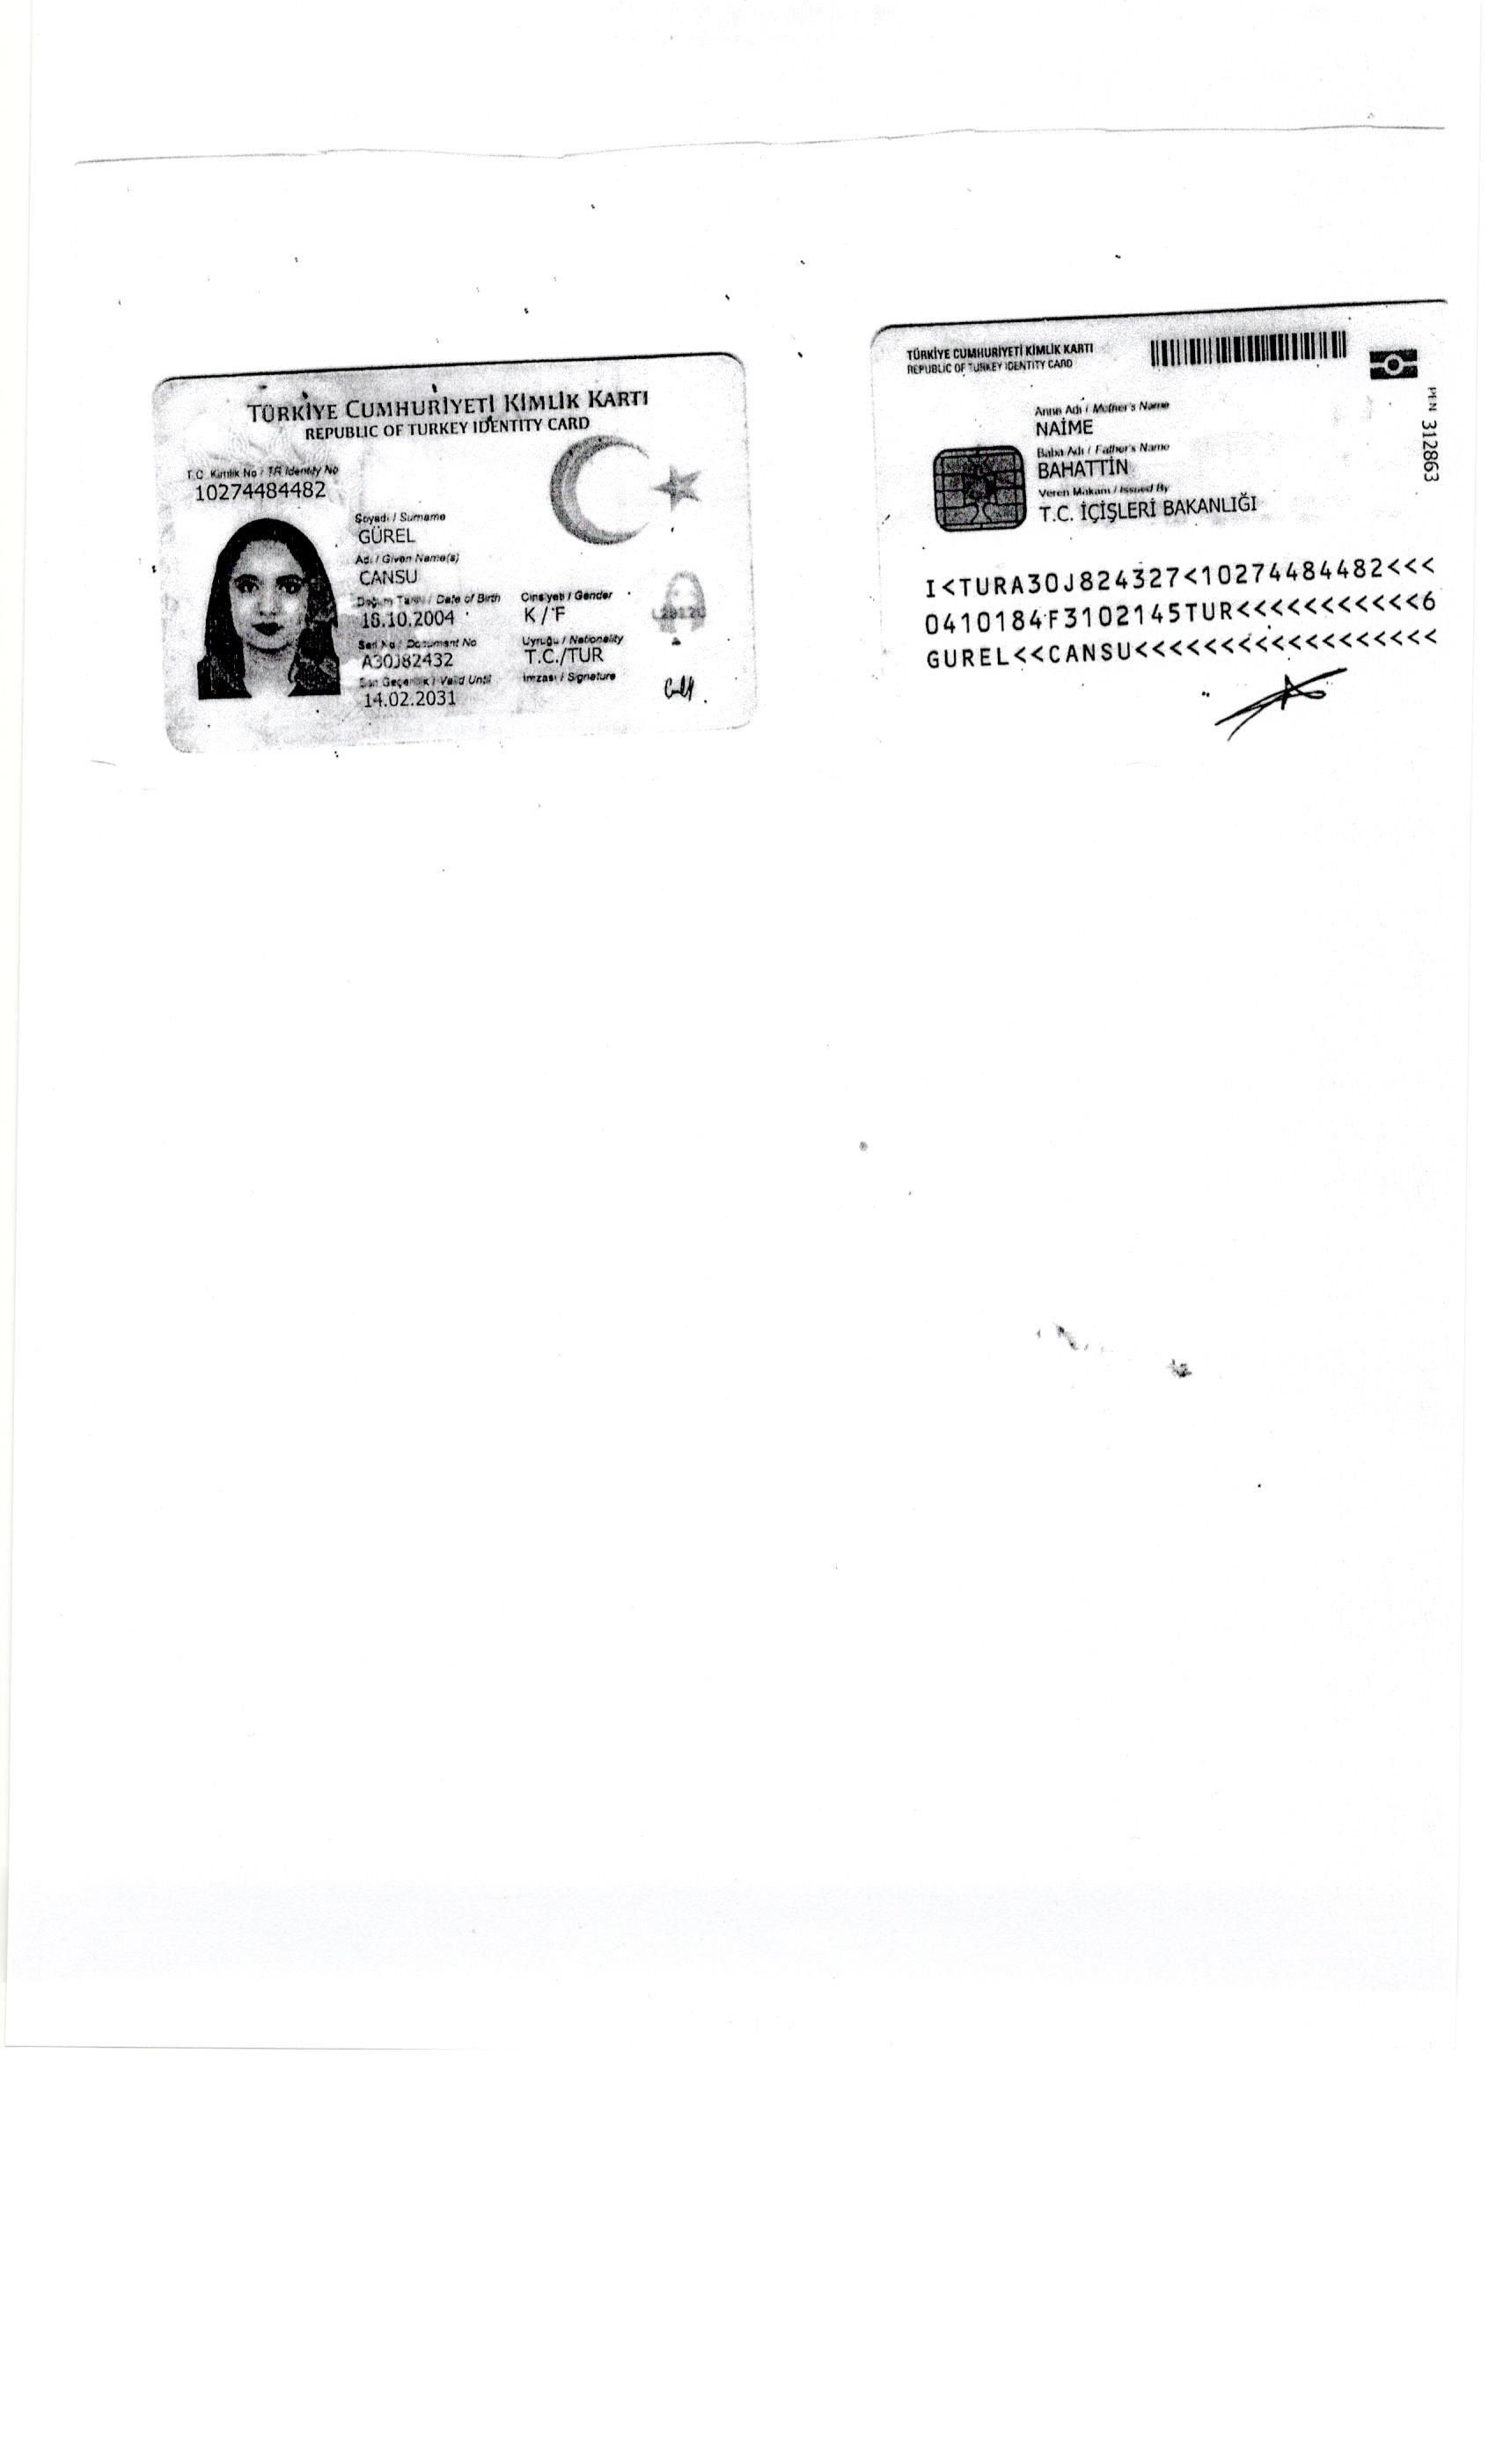 TÜRKİYE CUMHURİYETİ KİMLİK KARTI
REPUBLIC OF TURKEY IDENTITY CARD
T.C. Kimlik No / TR Identity No
10274484482
Soyadı / Surname
GÜREL
Adı / Given Name(s)
CANSU
Doğum Tarihi / Date of Birth
18.10.2004
Cinsiyeti / Gender
K / F
Seri No / Document No
A30J82432
Uyruğu / Nationality
T.C./TUR
Son Geçerlilik / Valid Until
14.02.2031
İmzası / Signature
TÜRKİYE CUMHURİYETİ KİMLİK KARTI
REPUBLIC OF TURKEY IDENTITY CARD
Anne Adı / Mother's Name
NAİME
Baba Adı / Father's Name
BAHATTİN
Veren Makam / Issued By
T.C. İÇİŞLERİ BAKANLIĞI
312863
I<TURA30J824327<10274484482<<<
0410184F3102145TUR<<<<<<<<<<<6
GUREL<<CANSU<<<<<<<<<<<<<<<<<<